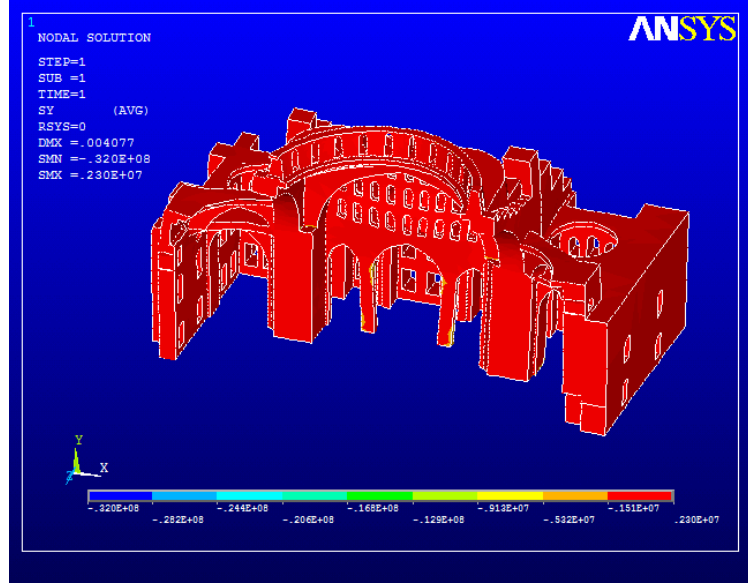 1
ANSYS
NODAL SOLUTION
STEP=1
SUB =1
TIME=1
SY (AVG)
RSYS=0
DMX =.004077
SMN =-.320E+08
SMX =.230E+07
Y
X
Z
-.320E+08 -.244E+08 -.168E+08 -.913E+07 -.151E+07
-.282E+08 -.206E+08 -.129E+08 -.532E+07 .230E+07